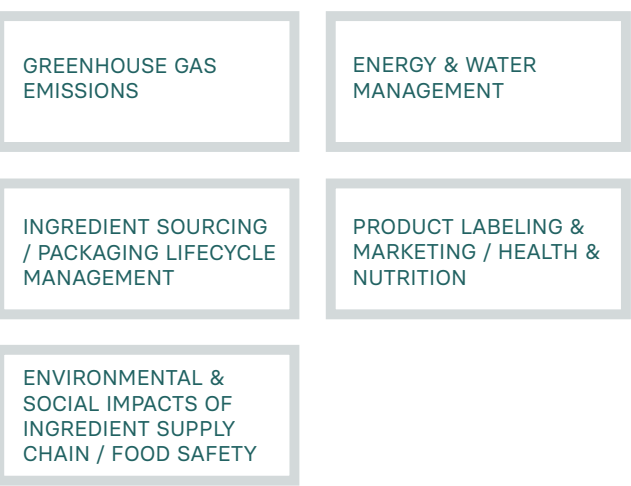 GREENHOUSE GAS
EMISSIONS
ENERGY & WATER
MANAGEMENT
INGREDIENT SOURCING
/ PACKAGING LIFECYCLE
MANAGEMENT
PRODUCT LABELING &
MARKETING / HEALTH &
NUTRITION
ENVIRONMENTAL &
SOCIAL IMPACTS OF
INGREDIENT SUPPLY
CHAIN / FOOD SAFETY